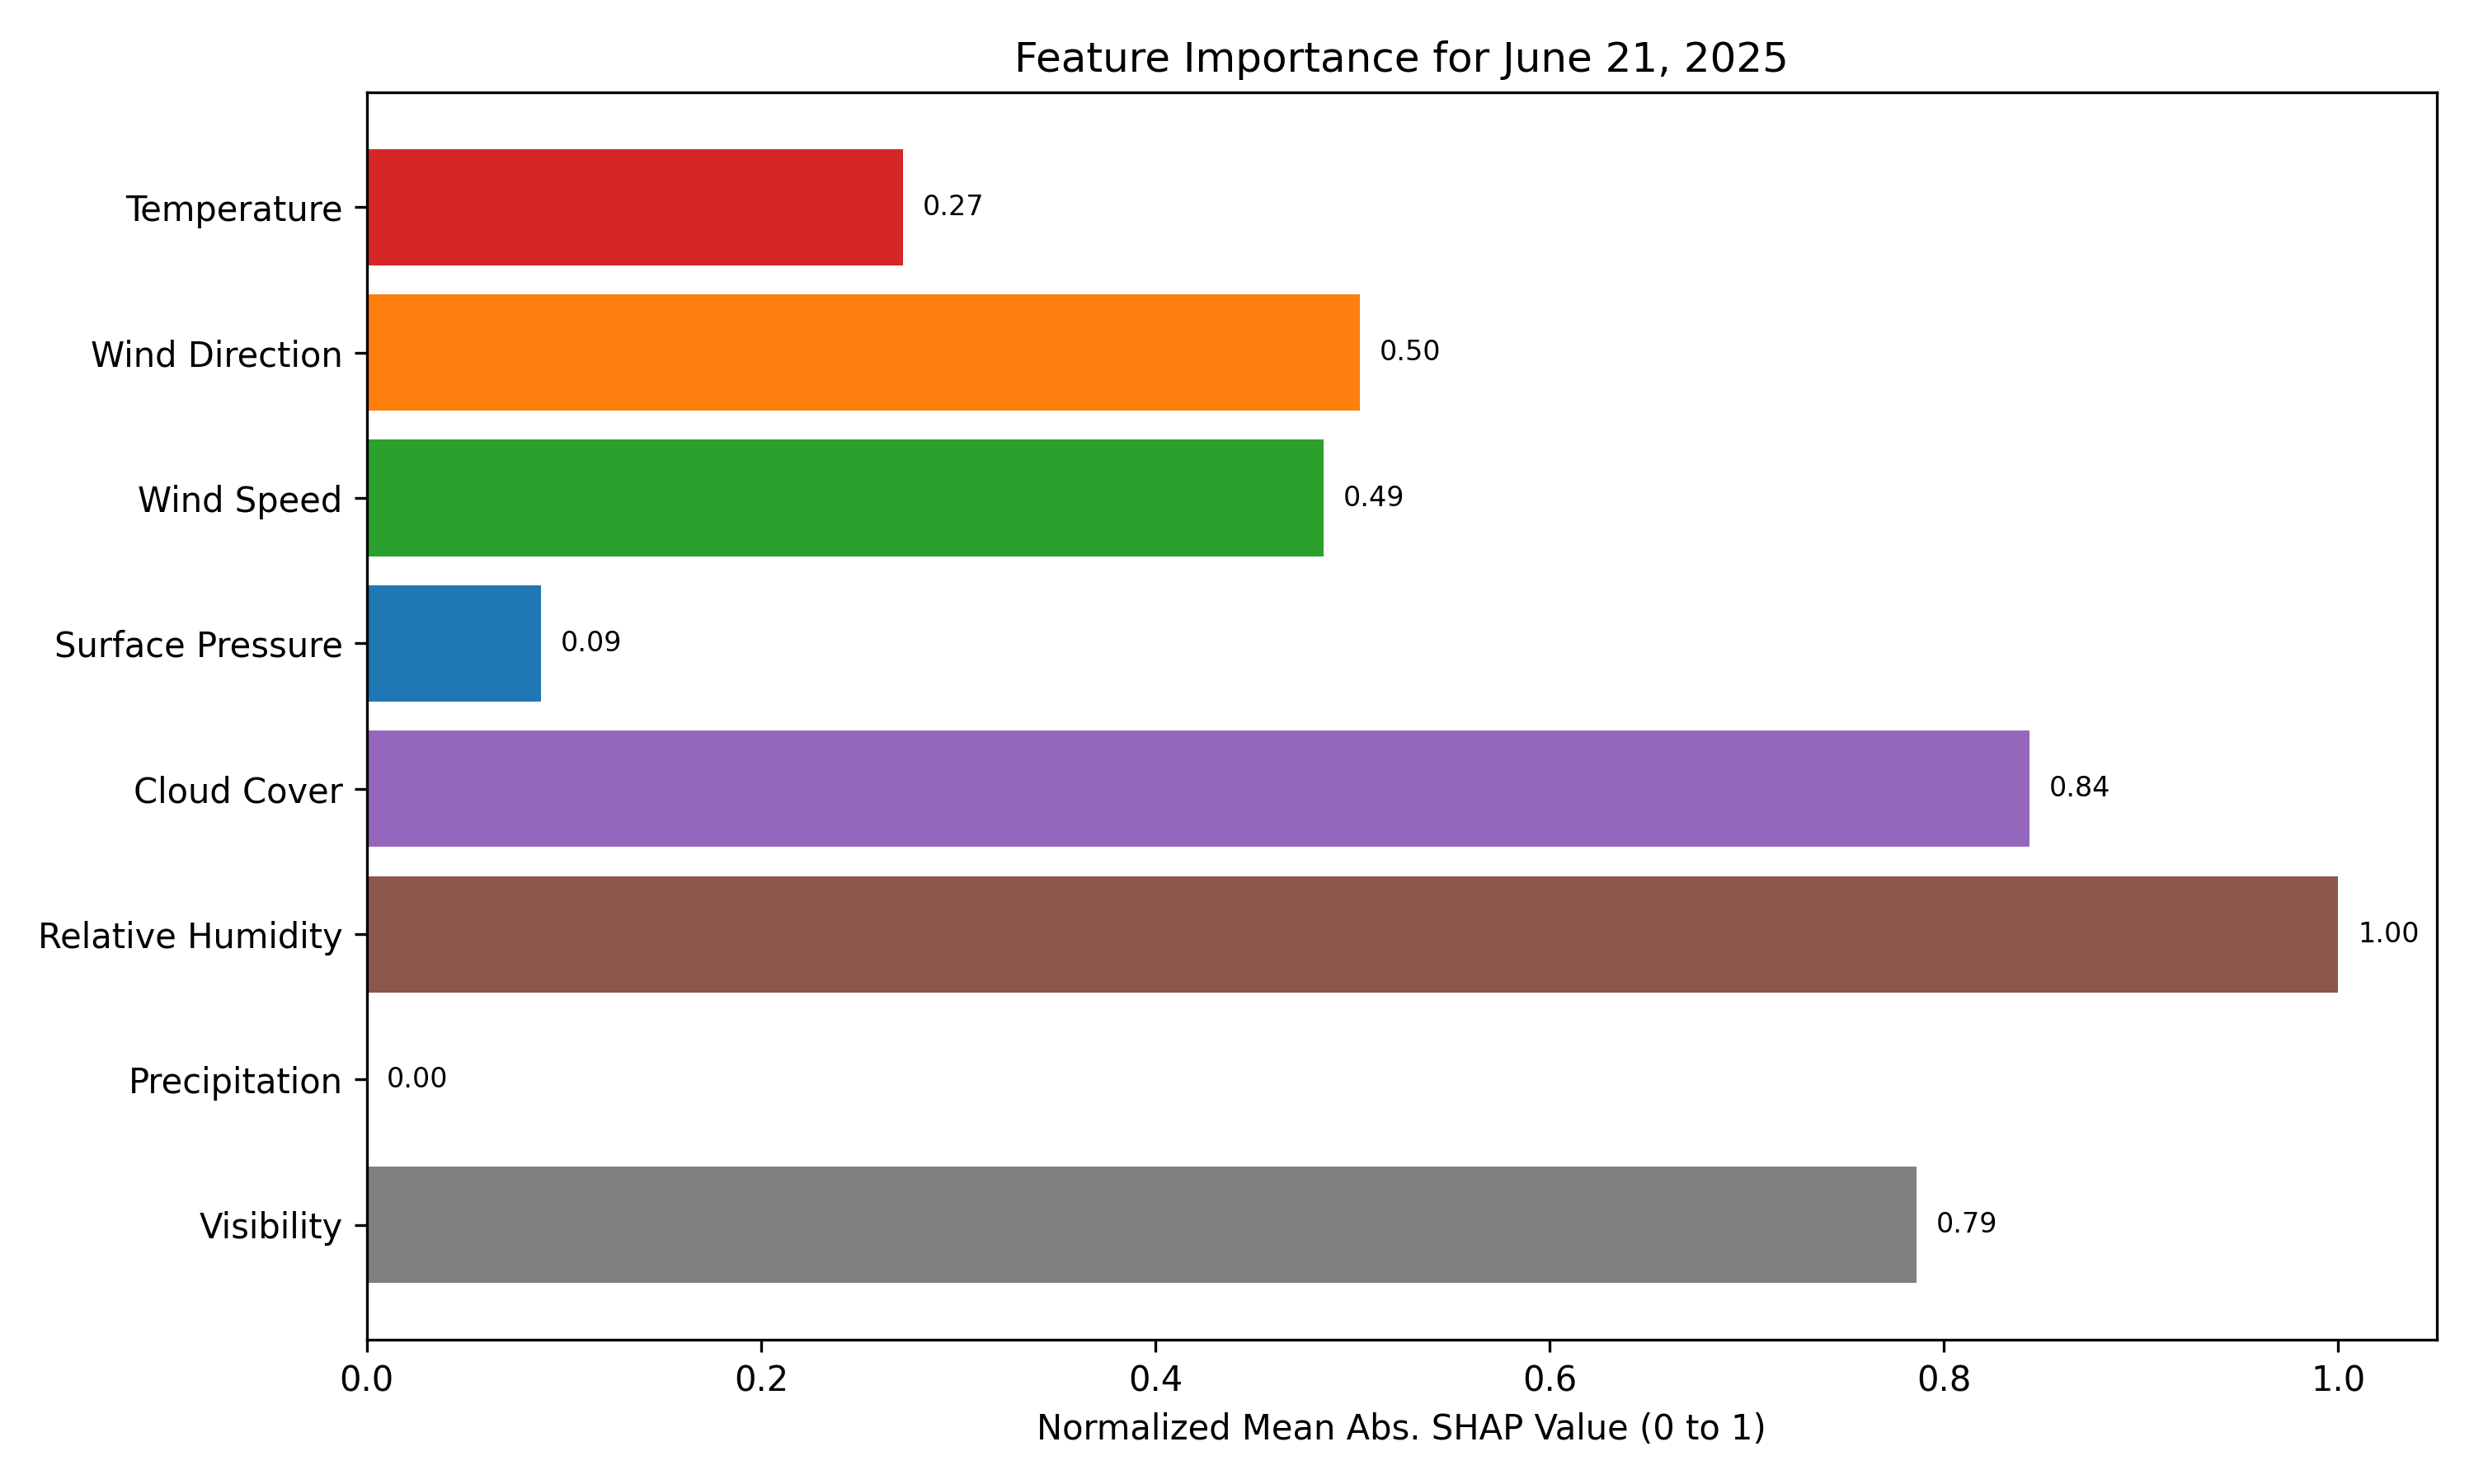 Feature Importance for June 21, 2025
Temperature 0.27
Wind Direction 0.50
Wind Speed 0.49
Surface Pressure 0.09
Cloud Cover 0.84
Relative Humidity 1.00
Precipitation 0.00
Visibility 0.79
0.0 0.2 0.4 0.6 0.8 1.0
Normalized Mean Abs. SHAP Value (0 to 1)